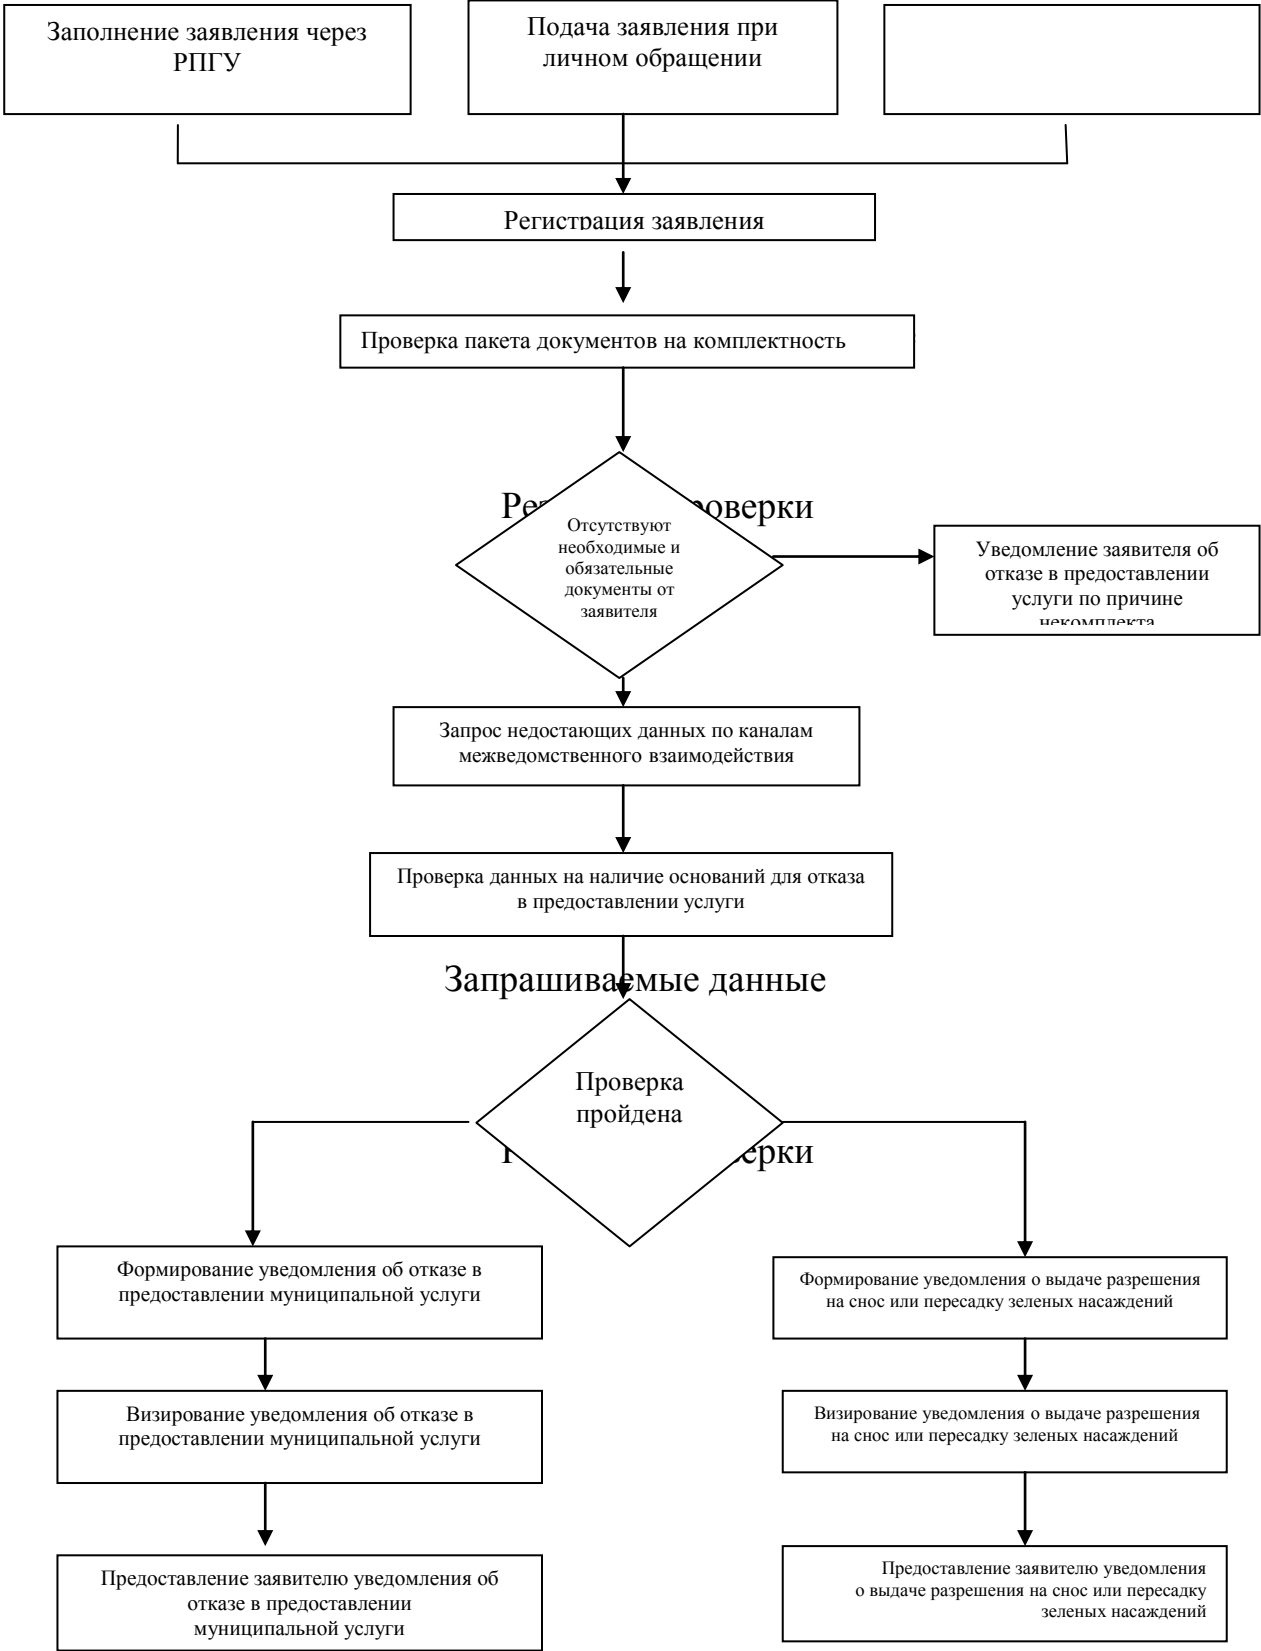 Заполнение заявления через
РПГУ
Подача заявления при
личном обращении
Регистрация заявления
Проверка пакета документов на комплектность
Отсутствуют
необходимые и
обязательные
документы от
заявителя
Уведомление заявителя об
отказе в предоставлении
услуги по причине
некомплекта
Запрос недостающих данных по каналам
межведомственного взаимодействия
Проверка данных на наличие оснований для отказа
в предоставлении услуги
Запрашиваемые данные
Проверка
пройдена
Формирование уведомления об отказе в
предоставлении муниципальной услуги
Формирование уведомления о выдаче разрешения
на снос или пересадку зеленых насаждений
Визирование уведомления об отказе в
предоставлении муниципальной услуги
Визирование уведомления о выдаче разрешения
на снос или пересадку зеленых насаждений
Предоставление заявителю уведомления об
отказе в предоставлении
муниципальной услуги
Предоставление заявителю уведомления
о выдаче разрешения на снос или пересадку
зеленых насаждений